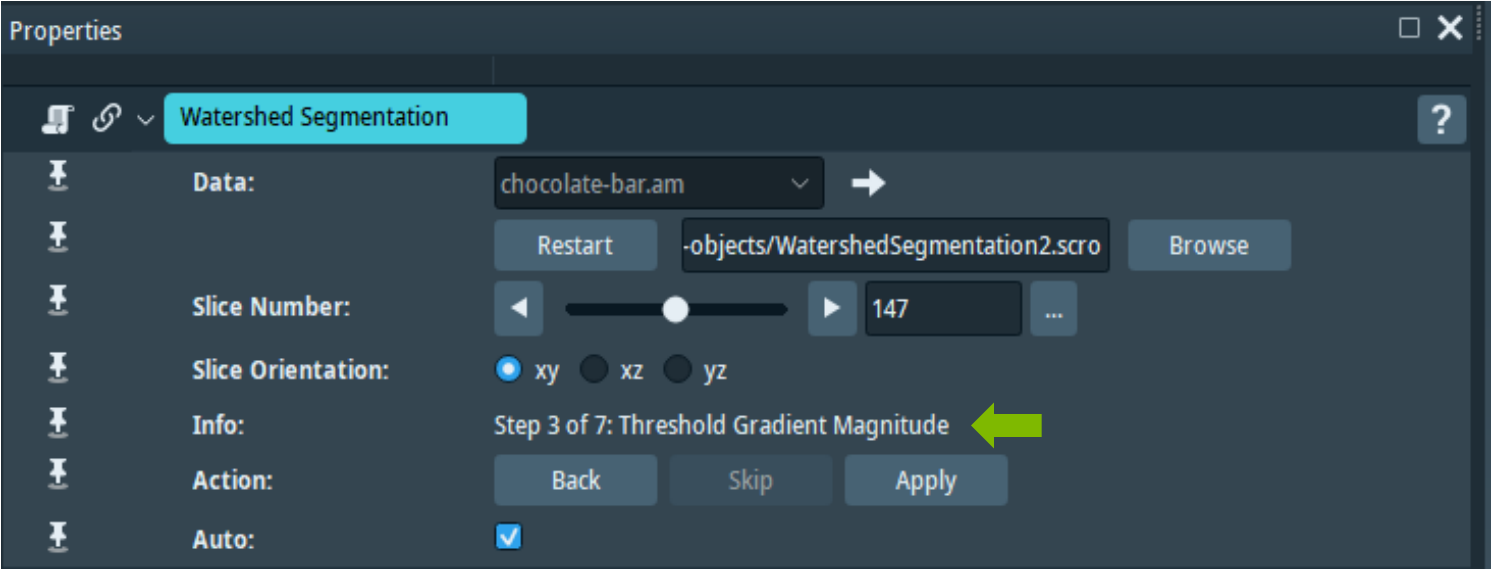 Properties
Watershed Segmentation ?
Data: chocolate-bar.am
Restart -objects/WatershedSegmentation2.scro Browse
Slice Number: 147 ...
Slice Orientation: xy xz yz
Info: Step 3 of 7: Threshold Gradient Magnitude
Action: Back Skip Apply
Auto: